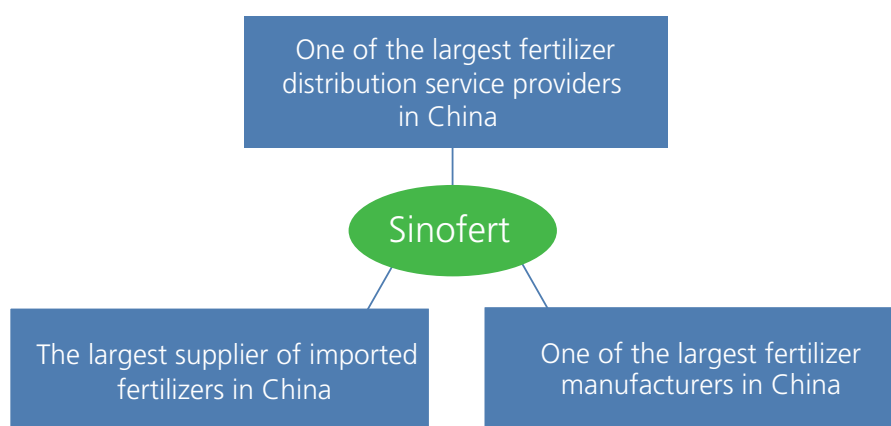 One of the largest fertilizer
distribution service providers
in China
Sinofert
The largest supplier of imported
fertilizers in China
One of the largest fertilizer
manufacturers in China